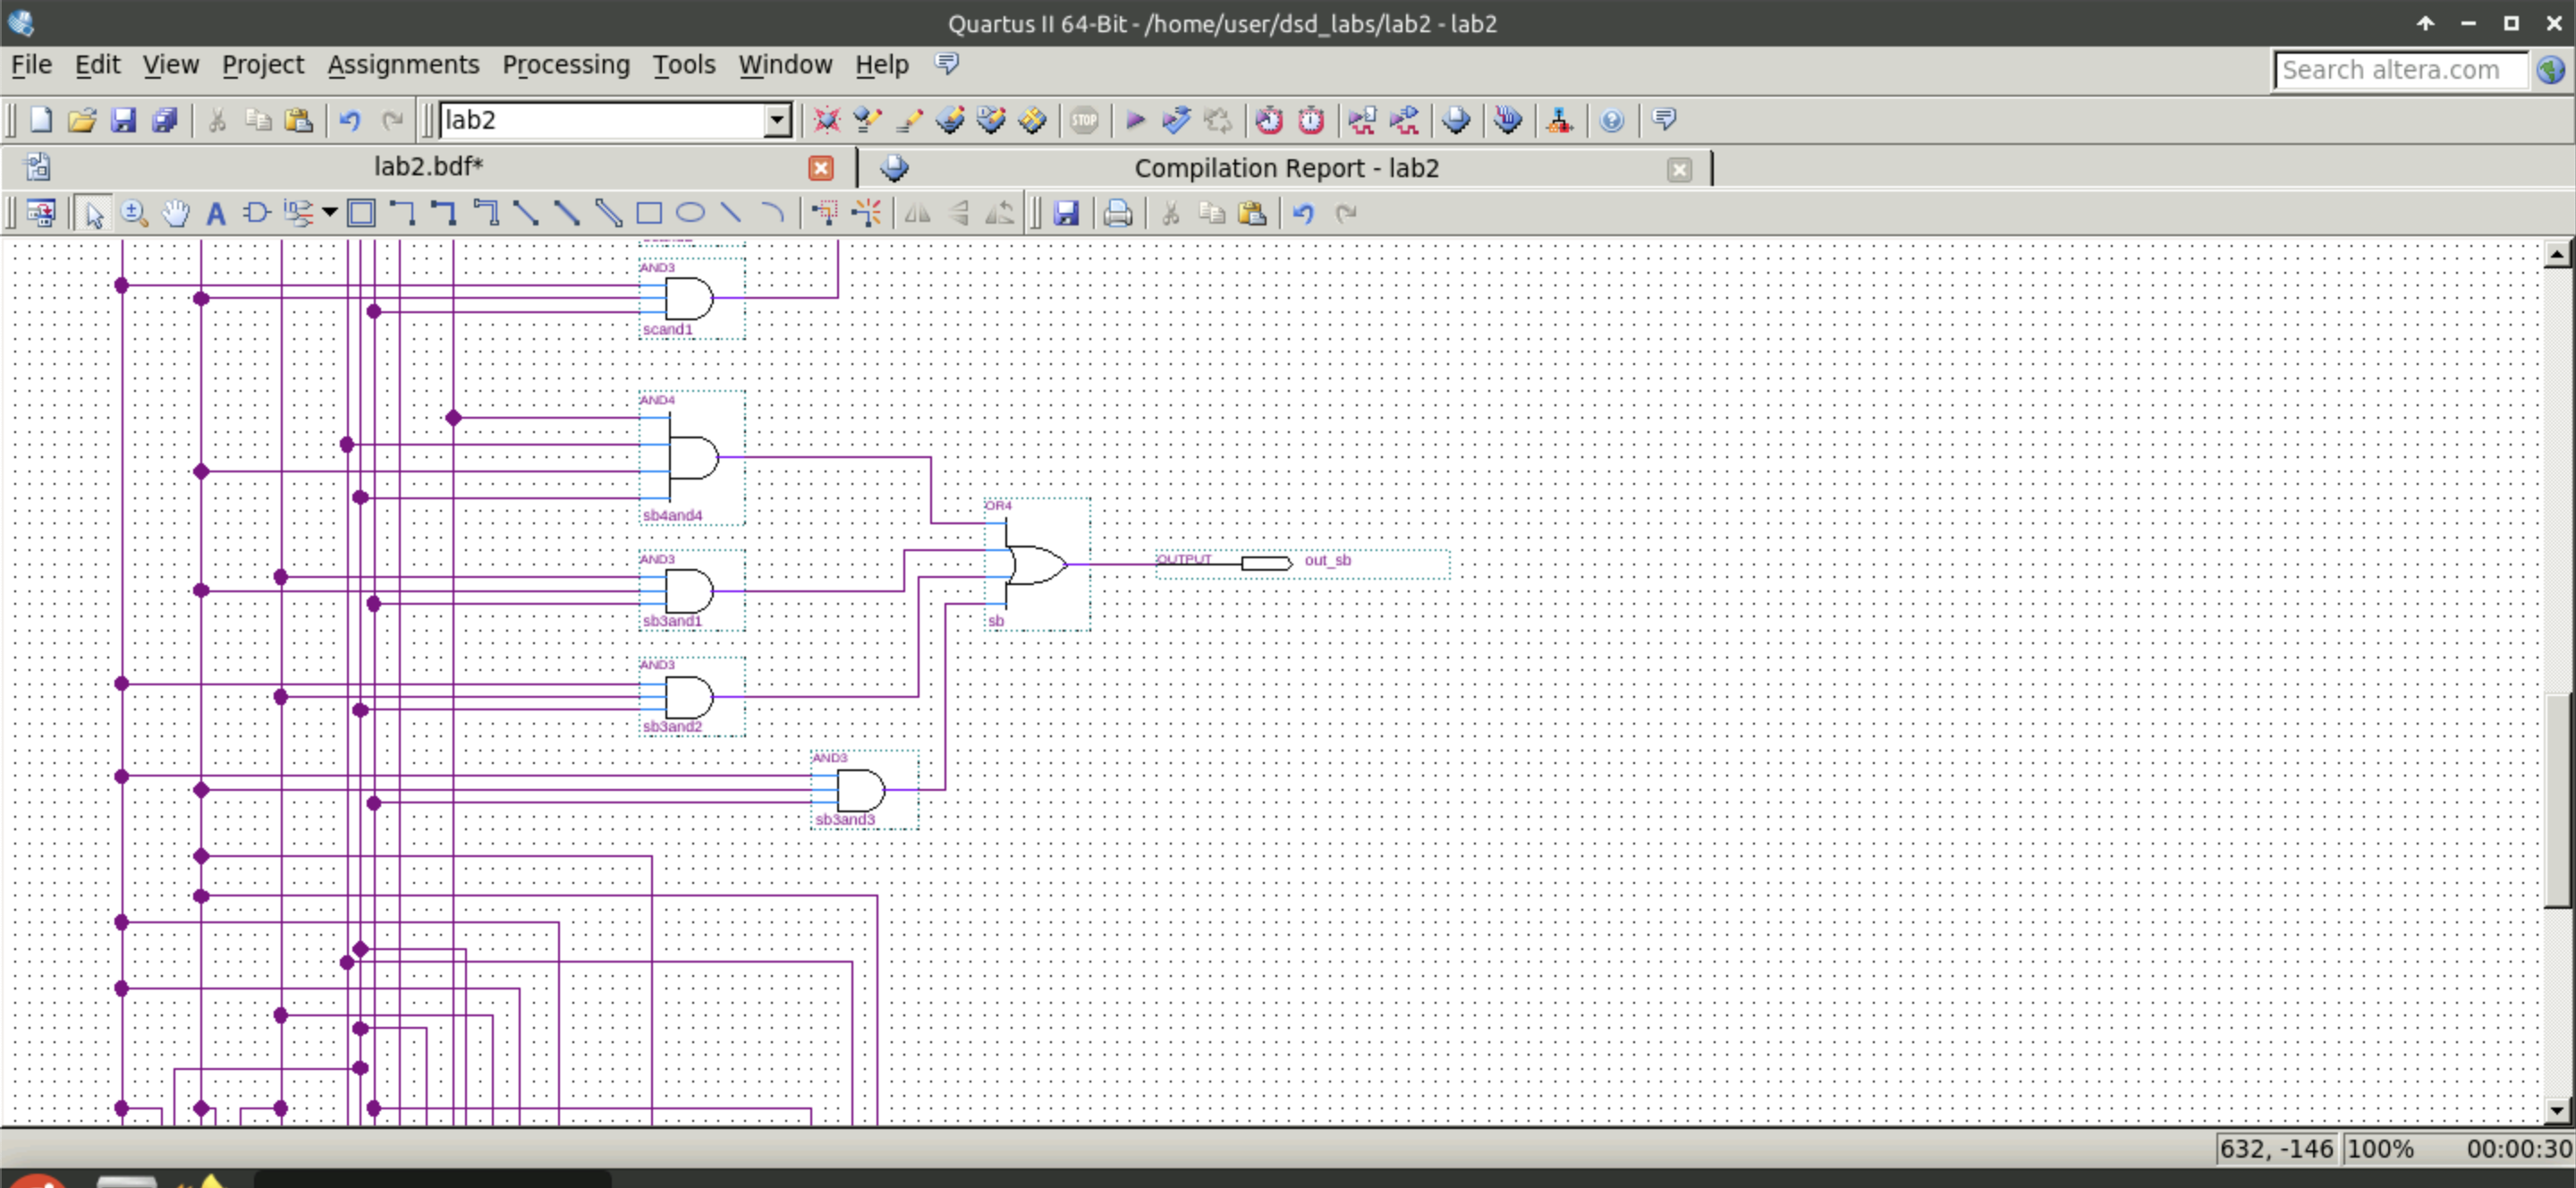 Quartus II 64-Bit - /home/user/dsd_labs/lab2 - lab2
File Edit View Project Assignments Processing Tools Window Help
Search altera.com
lab2
STOP
lab2.bdf*
Compilation Report - lab2
AND3
scand1
AND4
sb4and4
OR4
sb
OUTPUT
out_sb
AND3
sb3and1
AND3
sb3and2
AND3
sb3and3
632, -146
100%
00:00:30